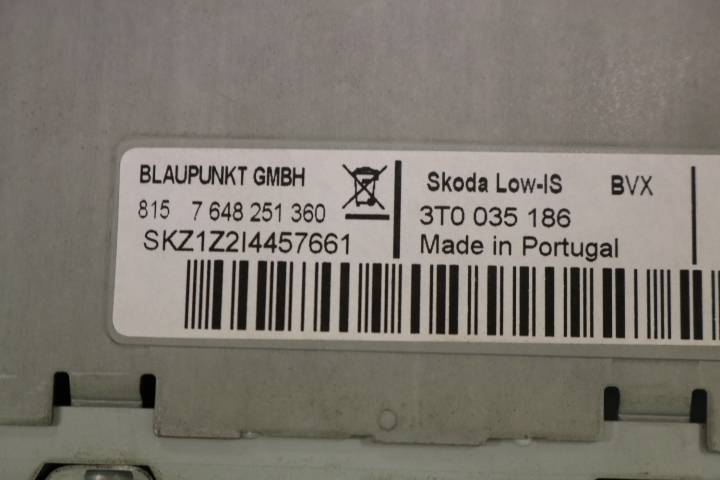 BLAUPUNKT GMBH
815 7 648 251 360
SKZ1Z2I4457661
Skoda Low-IS BVX
3T0 035 186
Made in Portugal